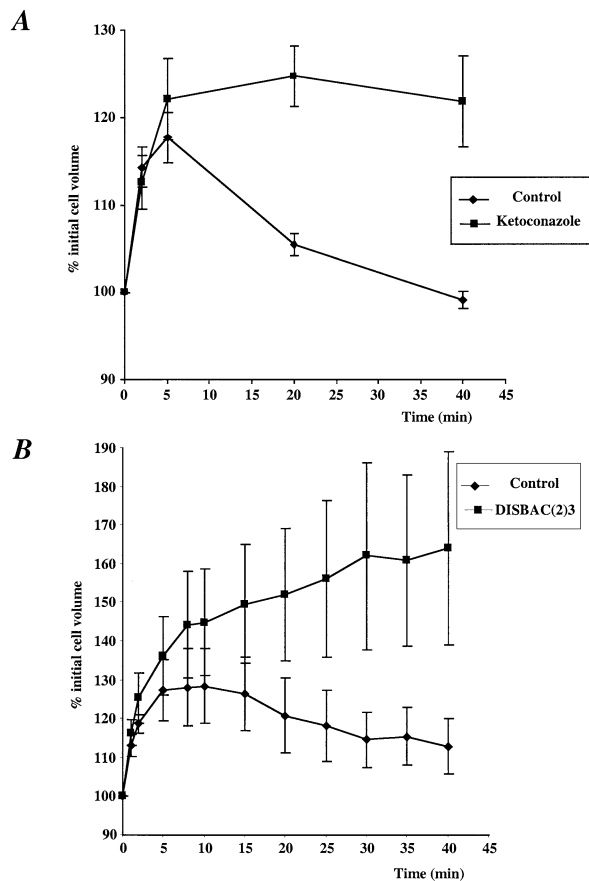 A
130
120
110
100
90
% initial cell volume
Control
Ketoconazole
0 5 10 15 20 25 30 35 40 45
Time (min)
B
190
180
170
160
150
140
130
120
110
100
90
% initial cell volume
Control
DISBAC(2)3
0 5 10 15 20 25 30 35 40 45
Time (min)